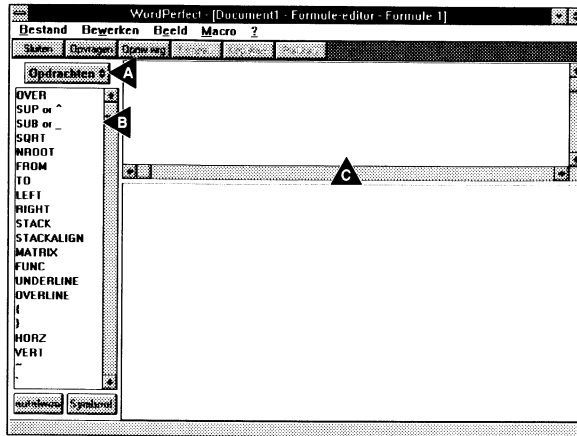 WordPerfect - [Document1 - Formule-editor - Formule 1]
Bestand Bewerken Beeld Macro ?
Sluiten Opvragen
Opdrachten
A
OVER
SUP or ^
SUB or _
B
SQRT
NROOT
FROM
TO
LEFT
RIGHT
STACK
STACKALIGN
MATRIX
FUNC
UNDERLINE
OVERLINE
{
}
HORZ
VERT
~
`
C
Symbool